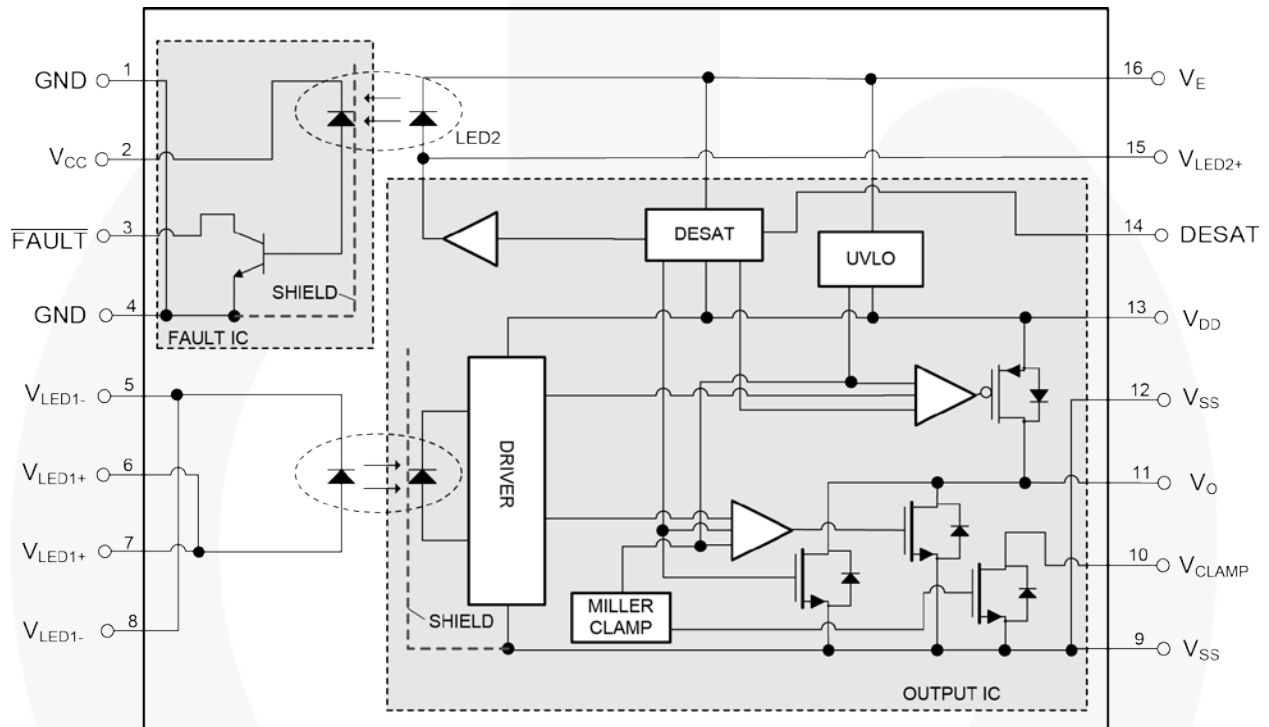 GND 1
V_CC 2
FAULT 3
GND 4
V_LED1- 5
V_LED1+ 6
V_LED1+ 7
V_LED1- 8
16 V_E
15 V_LED2+
14 DESAT
13 V_DD
12 V_SS
11 V_O
10 V_CLAMP
9 V_SS
LED2
SHIELD
FAULT IC
DESAT
UVLO
DRIVER
SHIELD
MILLER
CLAMP
OUTPUT IC